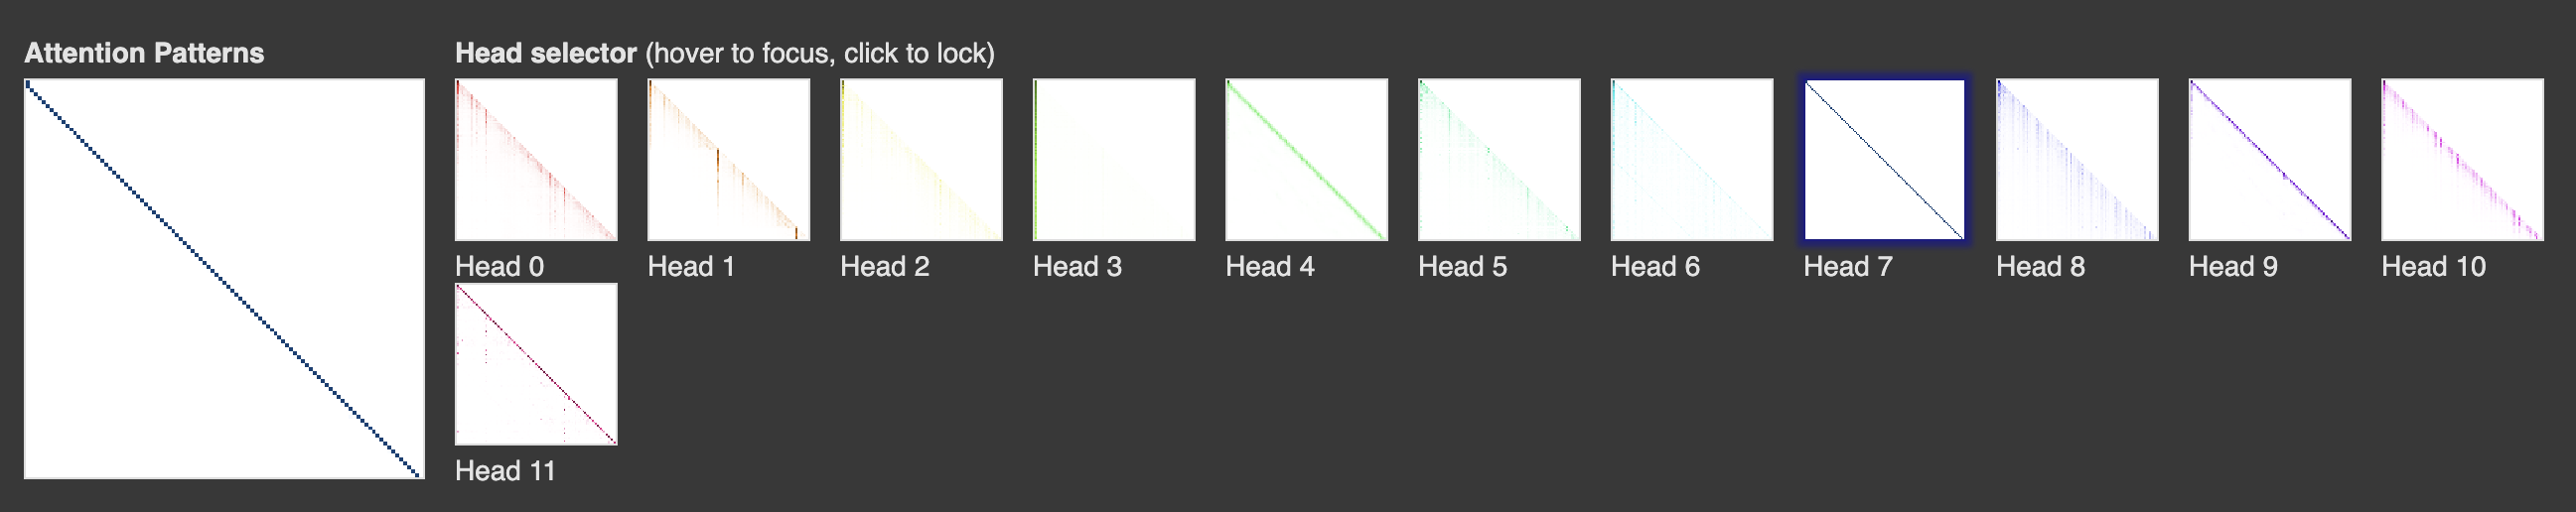 Attention Patterns
Head selector (hover to focus, click to lock)
Head 0
Head 1
Head 2
Head 3
Head 4
Head 5
Head 6
Head 7
Head 8
Head 9
Head 10
Head 11